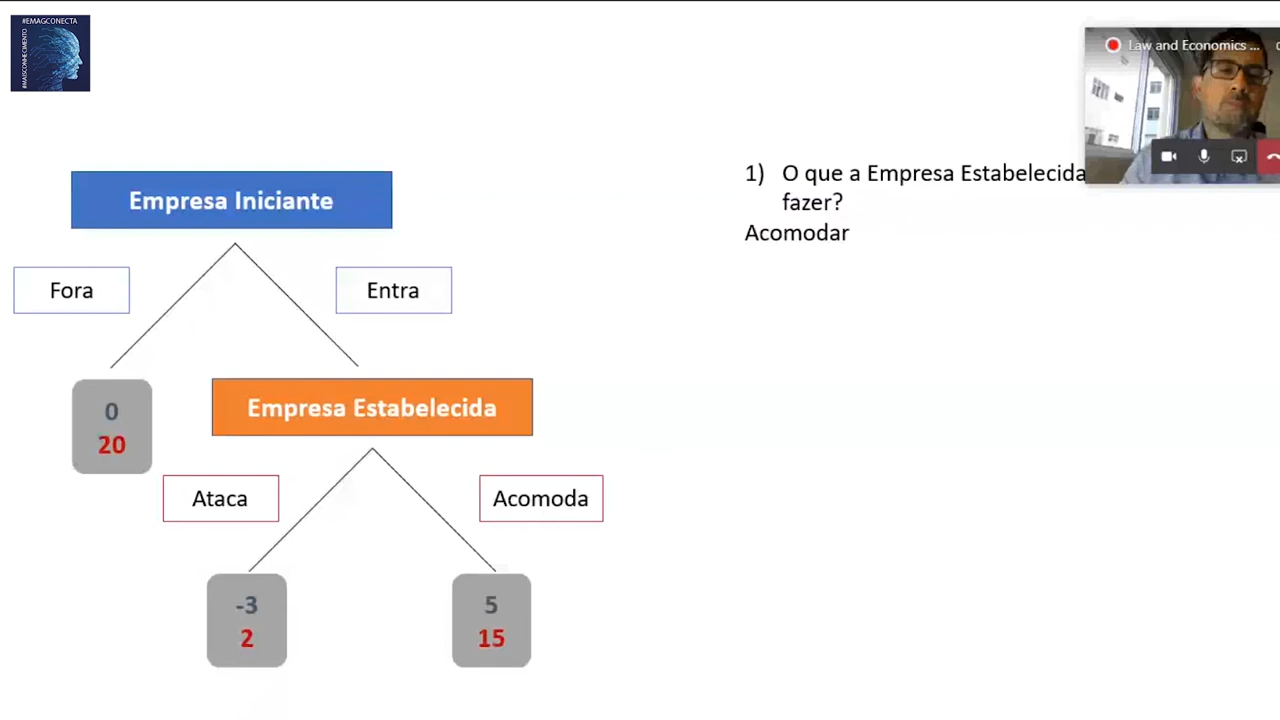 #EMAGCONECTA
#MAISCONHECIMENTO
Law and Economics ...
1) O que a Empresa Estabelecida
fazer?
Acomodar
Empresa Iniciante
Fora
Entra
0
20
Empresa Estabelecida
Ataca
Acomoda
-3
2
5
15